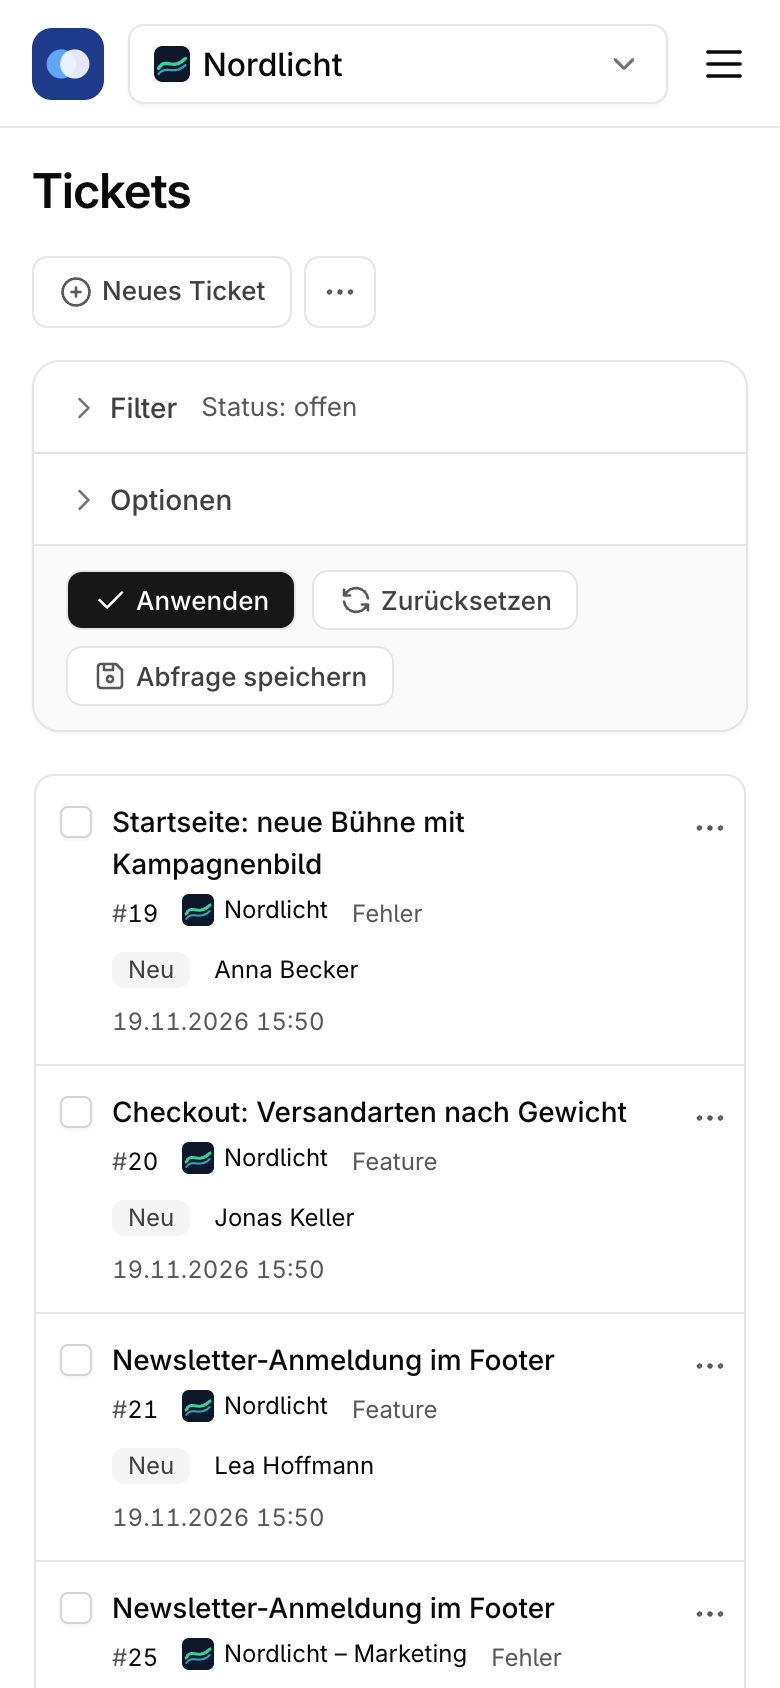 Nordlicht
Tickets
Neues Ticket
Filter Status: offen
Optionen
Anwenden Zurücksetzen
Abfrage speichern
Startseite: neue Bühne mit
Kampagnenbild
#19 Nordlicht Fehler
Neu Anna Becker
19.11.2026 15:50
Checkout: Versandarten nach Gewicht
#20 Nordlicht Feature
Neu Jonas Keller
19.11.2026 15:50
Newsletter-Anmeldung im Footer
#21 Nordlicht Feature
Neu Lea Hoffmann
19.11.2026 15:50
Newsletter-Anmeldung im Footer
#25 Nordlicht – Marketing Fehler